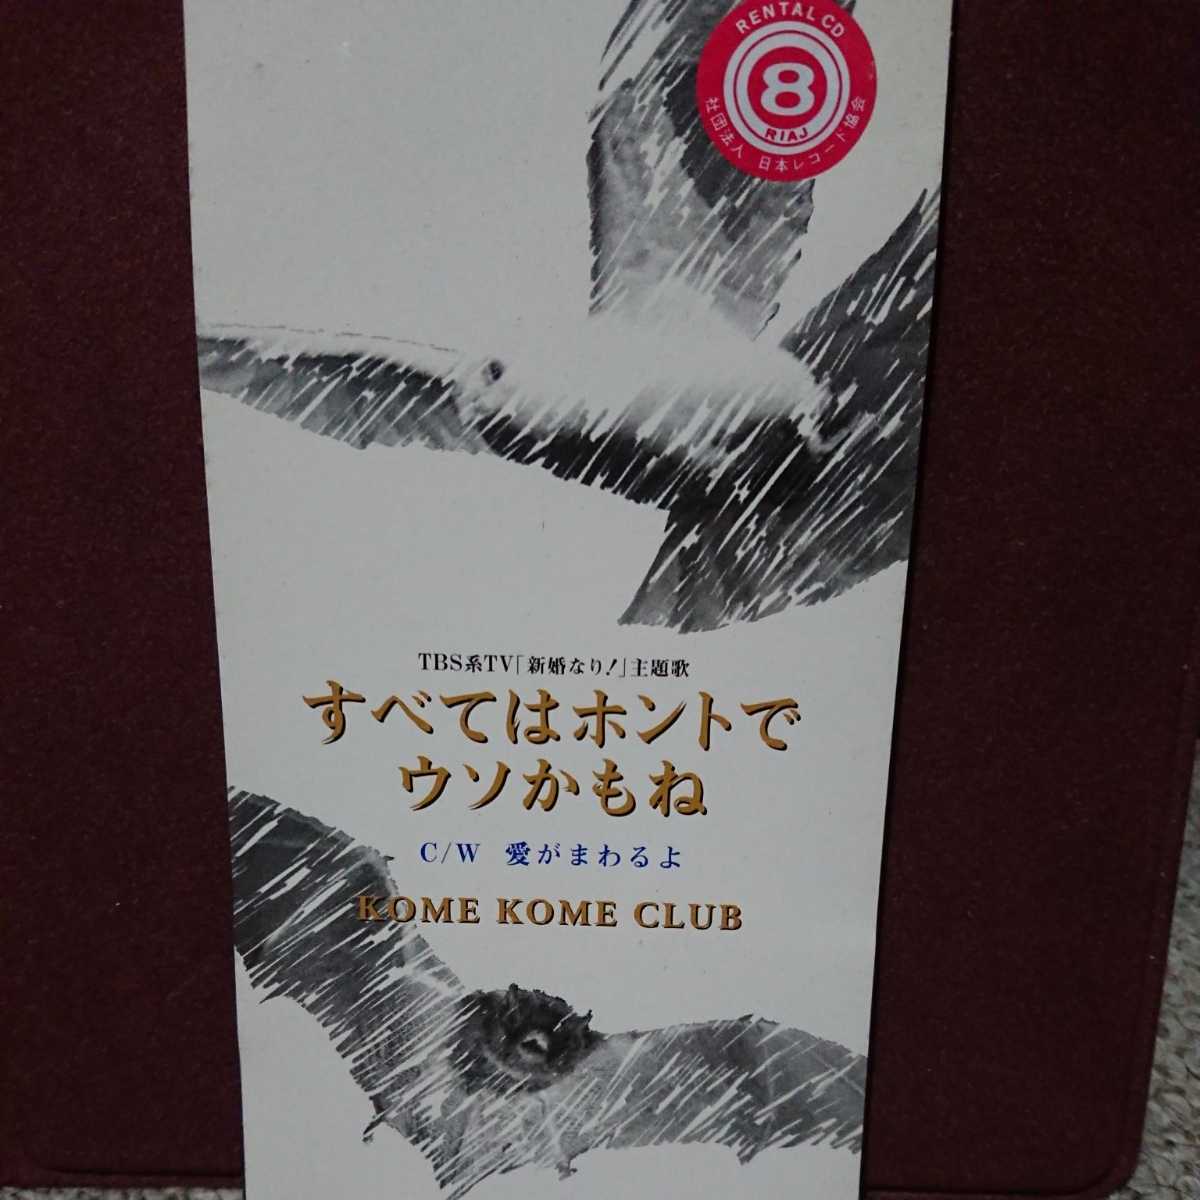 RENTAL CD
8
RIAJ
社団法人 日本レコード協会
TBS系TV「新婚なり!」主題歌
すべてはホントで
ウソかもね
C/W 愛がまわるよ
KOME KOME CLUB